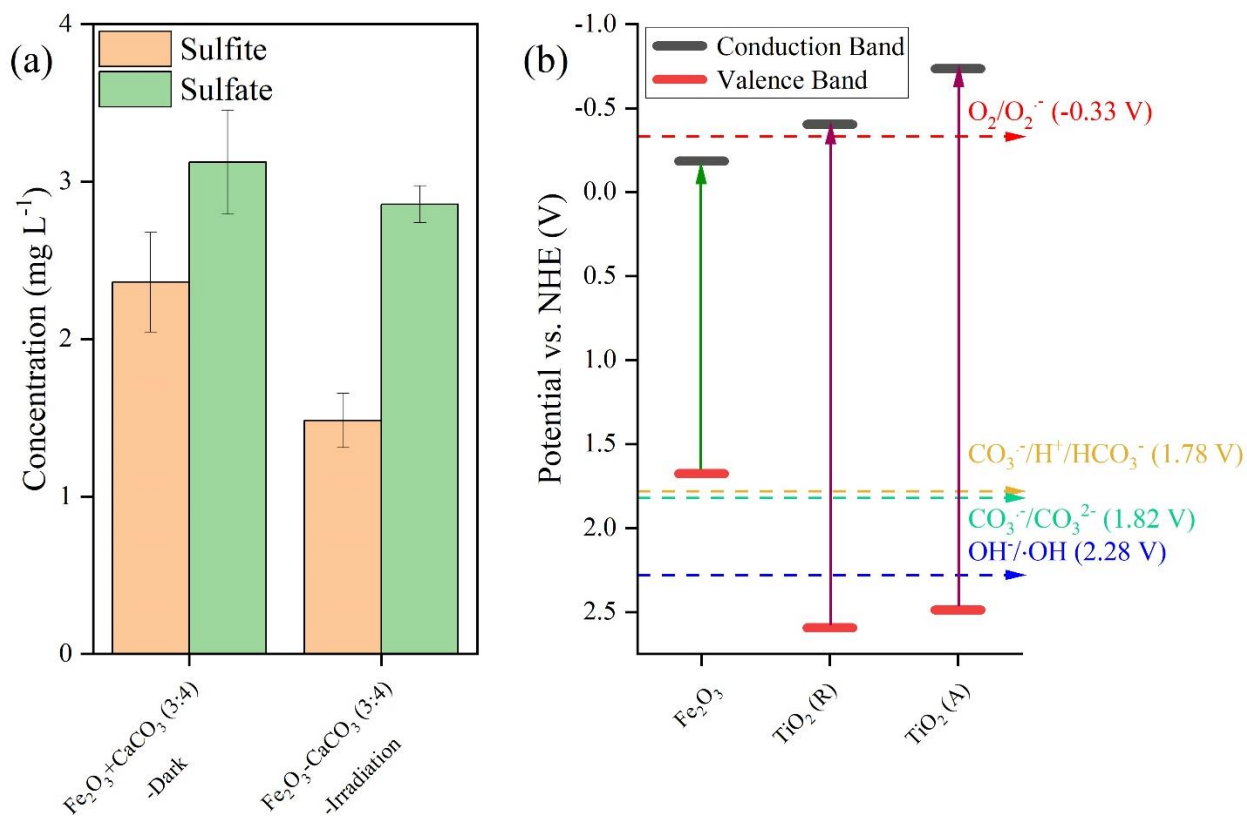 (a)
Sulfite
Sulfate
Concentration (mg L⁻¹)
4
3
2
1
0
Fe₂O₃+CaCO₃ (3:4)
-Dark
Fe₂O₃-CaCO₃ (3:4)
-Irradiation
(b)
Conduction Band
Valence Band
Potential vs. NHE (V)
-1.0
-0.5
0.0
0.5
1.0
1.5
2.0
2.5
O₂/O₂·⁻ (-0.33 V)
CO₃·⁻/H⁺/HCO₃⁻ (1.78 V)
CO₃·⁻/CO₃²⁻ (1.82 V)
OH⁻/·OH (2.28 V)
Fe₂O₃
TiO₂ (R)
TiO₂ (A)